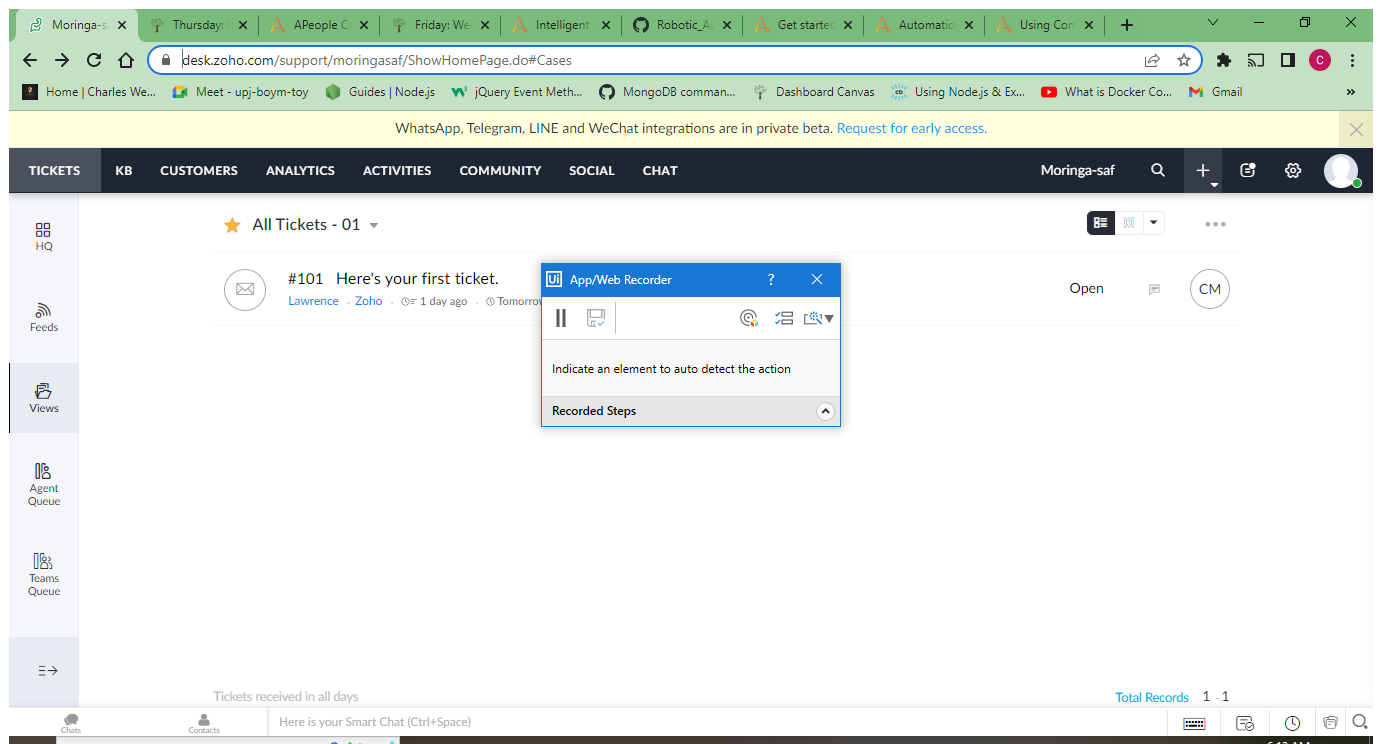 Moringa-s
Thursday:
APeople C
Friday: We
Intelligent
Robotic_A
Get started
Automatio
Using Con
desk.zoho.com/support/moringasaf/ShowHomePage.do#Cases
C
Home | Charles We...
Meet - upj-boym-toy
Guides | Node.js
jQuery Event Meth...
MongoDB comman...
Dashboard Canvas
Using Node.js & Ex...
What is Docker Co...
Gmail
»
WhatsApp, Telegram, LINE and WeChat integrations are in private beta. Request for early access.
TICKETS KB CUSTOMERS ANALYTICS ACTIVITIES COMMUNITY SOCIAL CHAT
Moringa-saf
HQ
Feeds
Views
Agent
Queue
Teams
Queue
All Tickets - 01
#101 Here's your first ticket.
Lawrence . Zoho . 1 day ago . Tomorrow
Open
CM
Ui App/Web Recorder ?
Indicate an element to auto detect the action
Recorded Steps
Tickets received in all days
Total Records 1 - 1
Chats
Contacts
Here is your Smart Chat (Ctrl+Space)